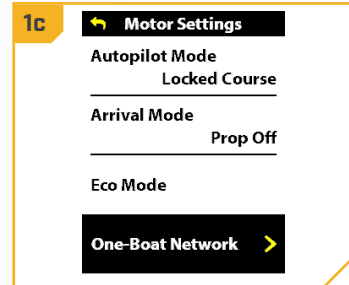 1c
Motor Settings
Autopilot Mode
Locked Course
Arrival Mode
Prop Off
Eco Mode
One-Boat Network